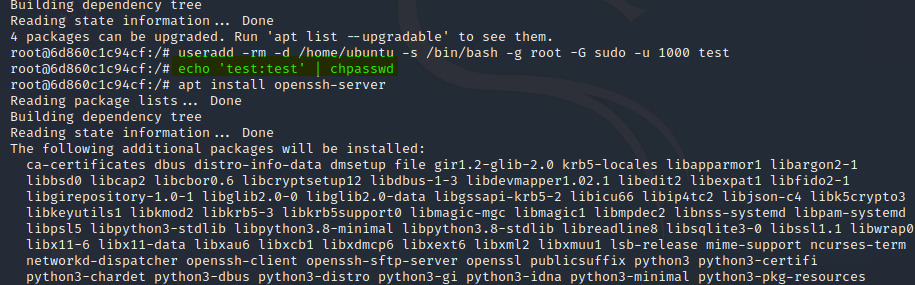 Building dependency tree
Reading state information... Done
4 packages can be upgraded. Run 'apt list --upgradable' to see them.
root@6d860c1c94cf:/# useradd -rm -d /home/ubuntu -s /bin/bash -g root -G sudo -u 1000 test
root@6d860c1c94cf:/# echo 'test:test' | chpasswd
root@6d860c1c94cf:/# apt install openssh-server
Reading package lists... Done
Building dependency tree
Reading state information... Done
The following additional packages will be installed:
ca-certificates dbus distro-info-data dmsetup file gir1.2-glib-2.0 krb5-locales libapparmor1 libargon2-1
libbsd0 libcap2 libcbor0.6 libcryptsetup12 libdbus-1-3 libdevmapper1.02.1 libedit2 libexpat1 libfido2-1
libgirepository-1.0-1 libglib2.0-0 libglib2.0-data libgssapi-krb5-2 libicu66 libip4tc2 libjson-c4 libk5crypto3
libkeyutils1 libkmod2 libkrb5-3 libkrb5support0 libmagic-mgc libmagic1 libmpdec2 libnss-systemd libpam-systemd
libpsl5 libpython3-stdlib libpython3.8-minimal libpython3.8-stdlib libreadline8 libsqlite3-0 libssl1.1 libwrap0
libx11-6 libx11-data libxau6 libxcb1 libxdmcp6 libxext6 libxml2 libxmuu1 lsb-release mime-support ncurses-term
networkd-dispatcher openssh-client openssh-sftp-server openssl publicsuffix python3 python3-certifi
python3-chardet python3-dbus python3-distro python3-gi python3-idna python3-minimal python3-pkg-resources